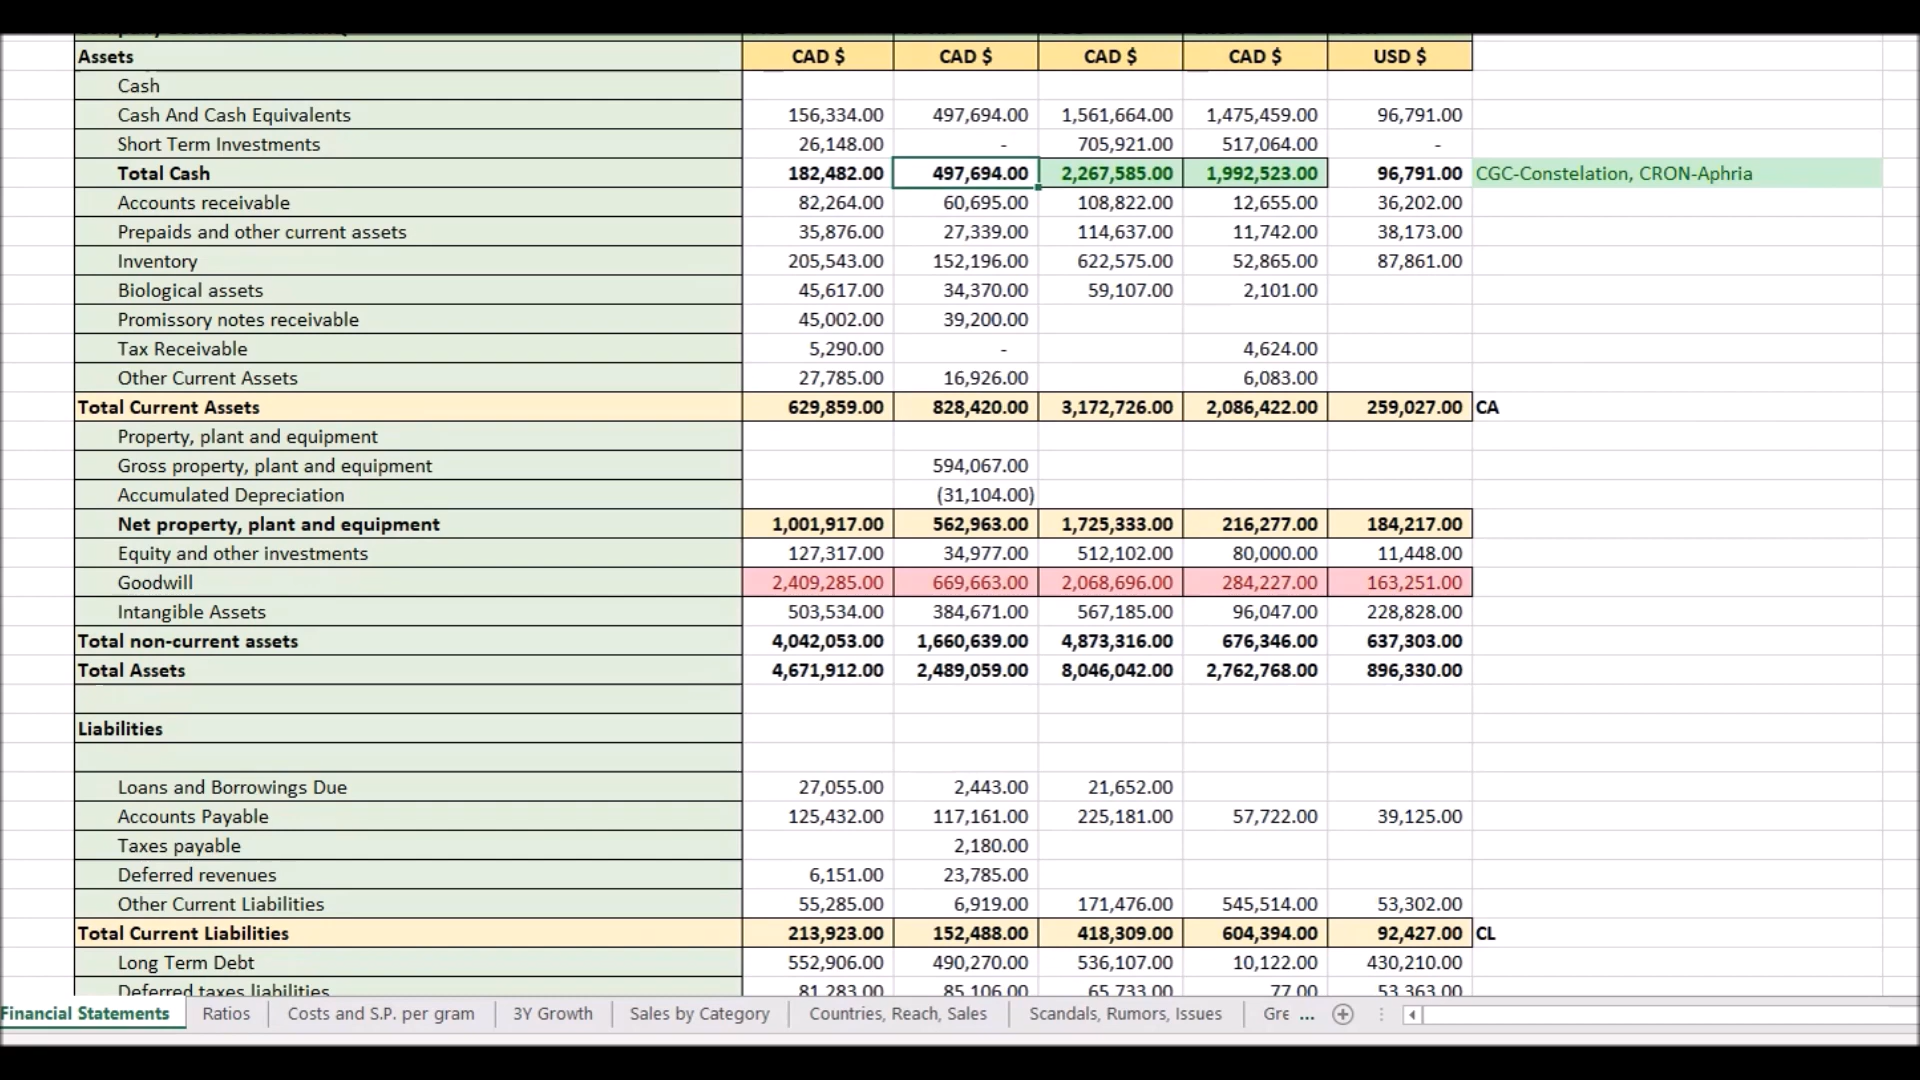 Assets CAD $ CAD $ CAD $ CAD $ USD $
Cash
Cash And Cash Equivalents 156,334.00 497,694.00 1,561,664.00 1,475,459.00 96,791.00
Short Term Investments 26,148.00 - 705,921.00 517,064.00 -
Total Cash 182,482.00 497,694.00 2,267,585.00 1,992,523.00 96,791.00 CGC-Constelation, CRON-Aphria
Accounts receivable 82,264.00 60,695.00 108,822.00 12,655.00 36,202.00
Prepaids and other current assets 35,876.00 27,339.00 114,637.00 11,742.00 38,173.00
Inventory 205,543.00 152,196.00 622,575.00 52,865.00 87,861.00
Biological assets 45,617.00 34,370.00 59,107.00 2,101.00
Promissory notes receivable 45,002.00 39,200.00
Tax Receivable 5,290.00 - 4,624.00
Other Current Assets 27,785.00 16,926.00 6,083.00
Total Current Assets 629,859.00 828,420.00 3,172,726.00 2,086,422.00 259,027.00 CA
Property, plant and equipment
Gross property, plant and equipment 594,067.00
Accumulated Depreciation (31,104.00)
Net property, plant and equipment 1,001,917.00 562,963.00 1,725,333.00 216,277.00 184,217.00
Equity and other investments 127,317.00 34,977.00 512,102.00 80,000.00 11,448.00
Goodwill 2,409,285.00 669,663.00 2,068,696.00 284,227.00 163,251.00
Intangible Assets 503,534.00 384,671.00 567,185.00 96,047.00 228,828.00
Total non-current assets 4,042,053.00 1,660,639.00 4,873,316.00 676,346.00 637,303.00
Total Assets 4,671,912.00 2,489,059.00 8,046,042.00 2,762,768.00 896,330.00
Liabilities
Loans and Borrowings Due 27,055.00 2,443.00 21,652.00
Accounts Payable 125,432.00 117,161.00 225,181.00 57,722.00 39,125.00
Taxes payable 2,180.00
Deferred revenues 6,151.00 23,785.00
Other Current Liabilities 55,285.00 6,919.00 171,476.00 545,514.00 53,302.00
Total Current Liabilities 213,923.00 152,488.00 418,309.00 604,394.00 92,427.00 CL
Long Term Debt 552,906.00 490,270.00 536,107.00 10,122.00 430,210.00
Deferred taxes liabilities 81,283.00 85,106.00 65,733.00 77.00 53,363.00
Financial Statements Ratios Costs and S.P. per gram 3Y Growth Sales by Category Countries, Reach, Sales Scandals, Rumors, Issues Gre ...